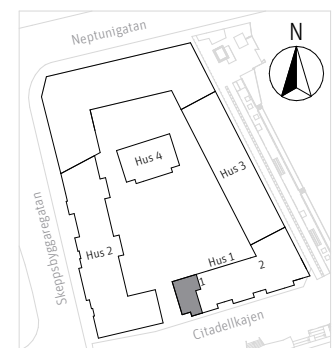 Neptunigatan
N
Hus 4
Hus 3
Skeppsbyggaregatan
Hus 2
Hus 1
1
2
Citadellkajen